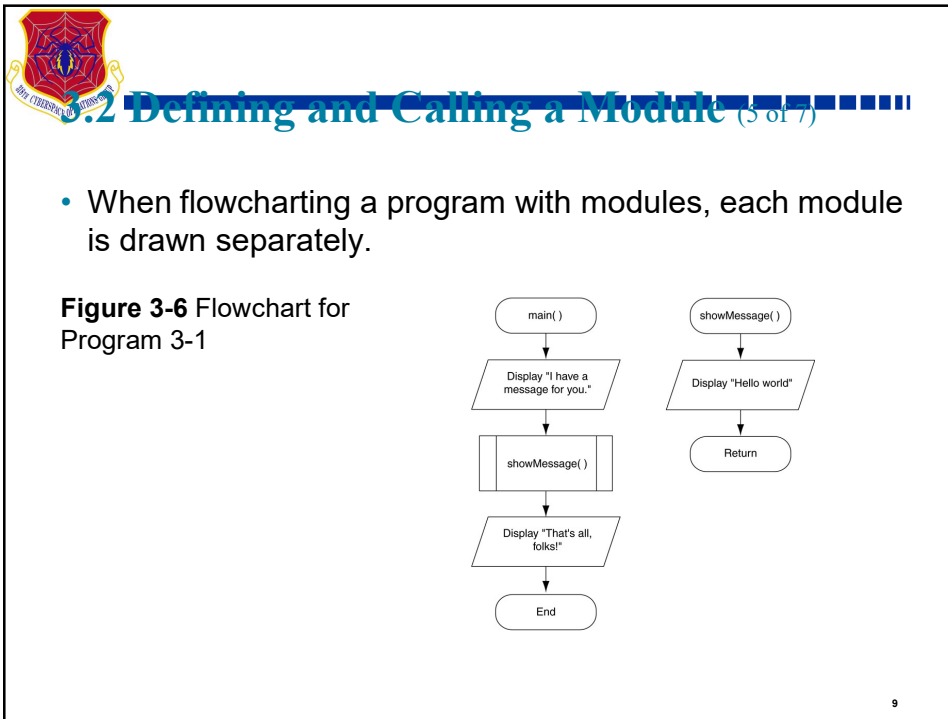 3.2 Defining and Calling a Module (5 of 7)
• When flowcharting a program with modules, each module
is drawn separately.
Figure 3-6 Flowchart for
Program 3-1
main( )
Display "I have a
message for you."
showMessage( )
Display "That's all,
folks!"
End
showMessage( )
Display "Hello world"
Return
9